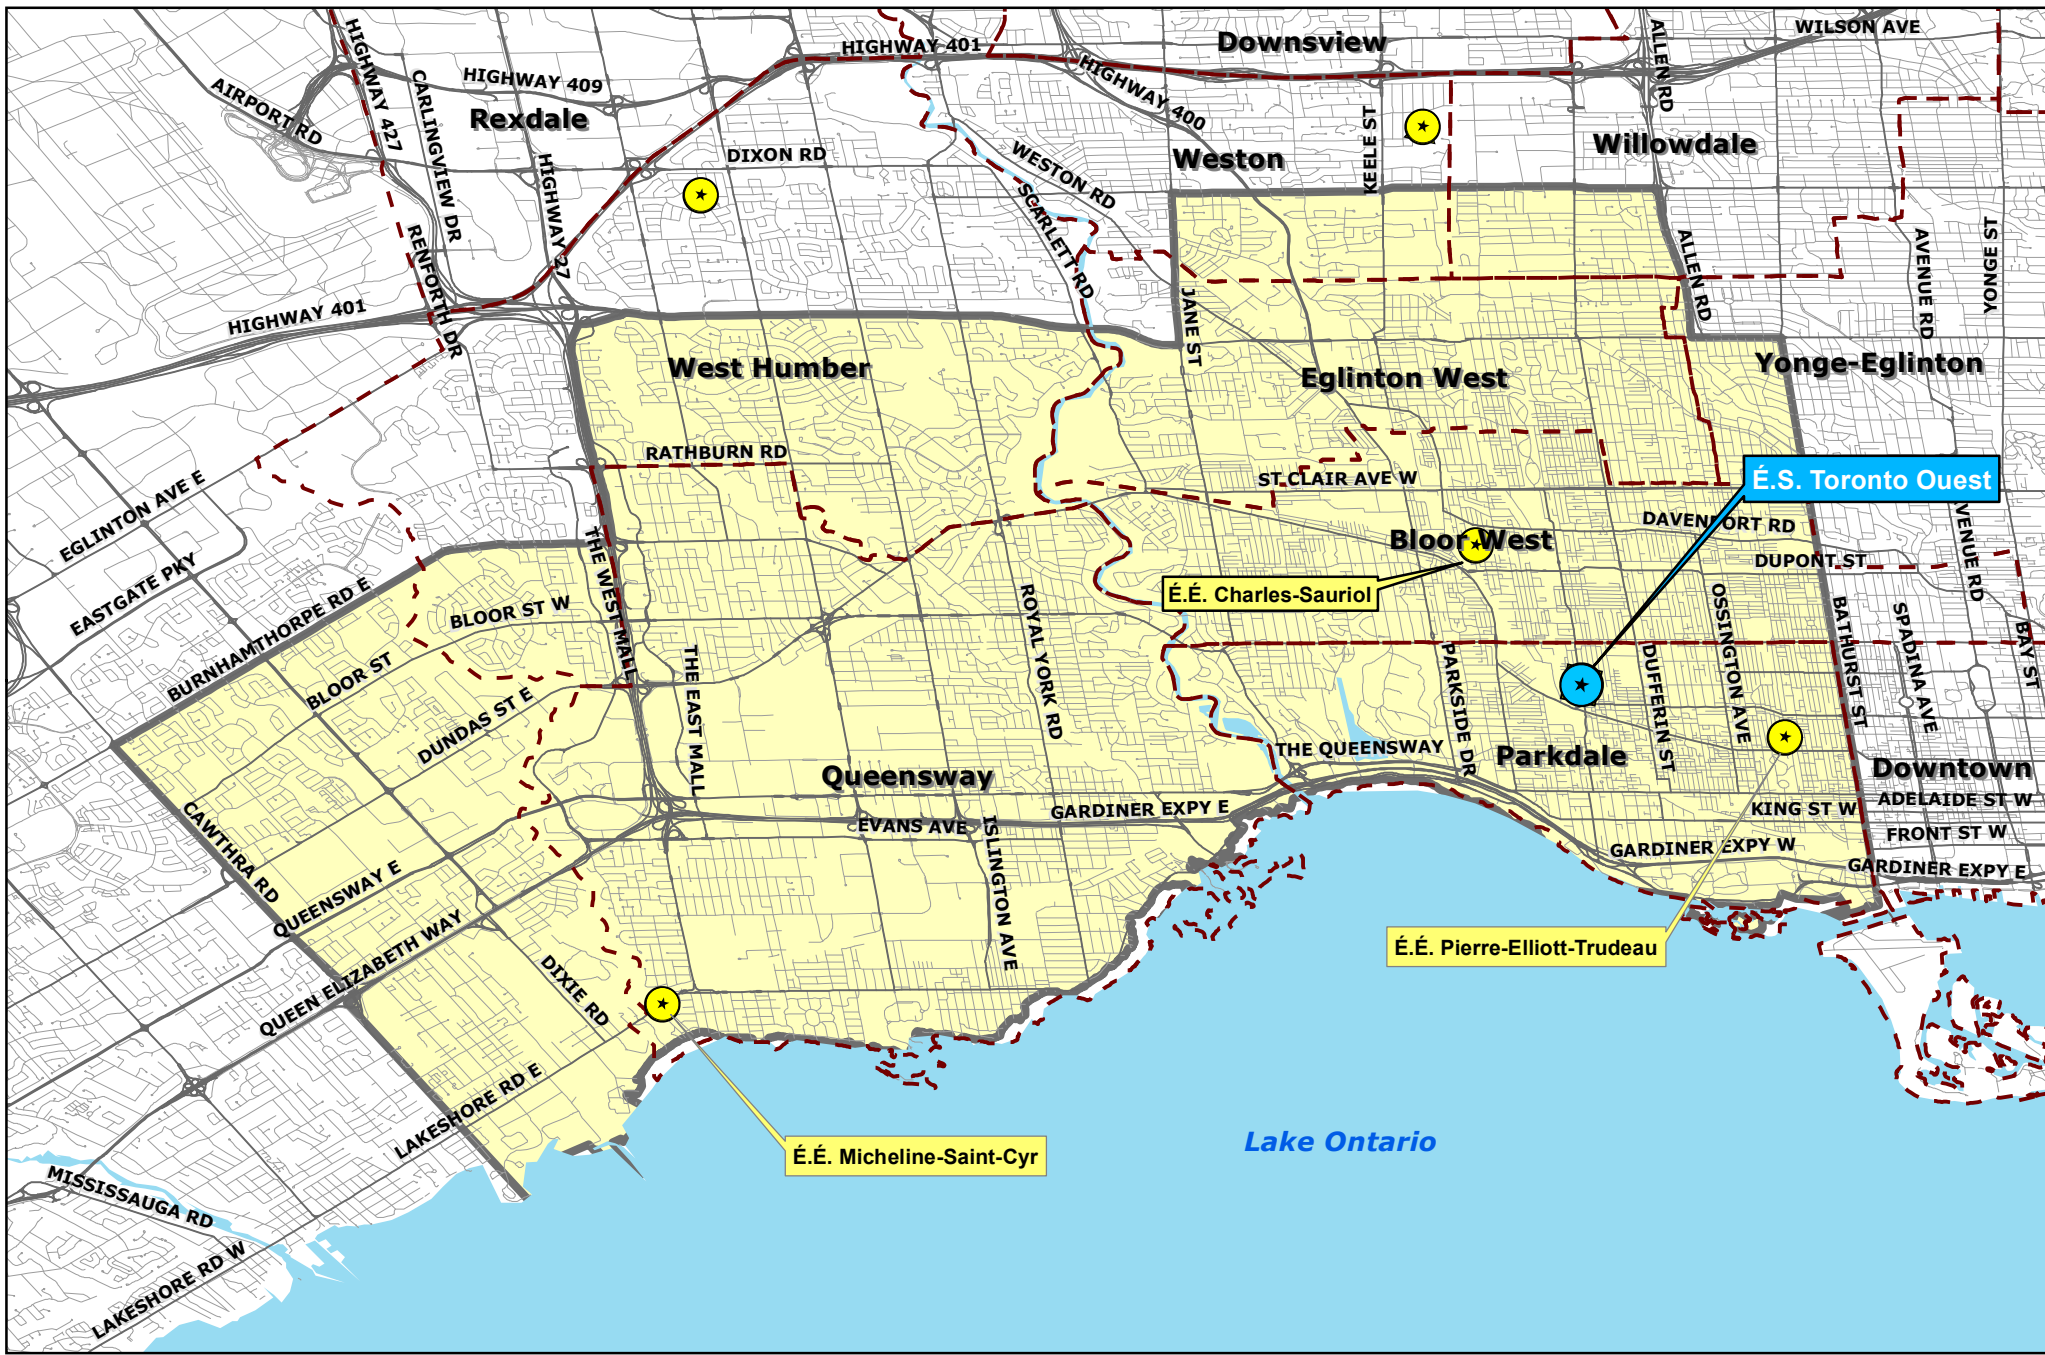 HIGHWAY 401
Downsview
WILSON AVE
ALLEN RD
HIGHWAY 427
CARLINGVIEW DR
HIGHWAY 409
HIGHWAY 400
AIRPORT RD
Rexdale
KEELE ST
Weston
Willowdale
DIXON RD
WESTON RD
HIGHWAY 27
SCARLETT RD
RENFORTH DR
ALLEN RD
AVENUE RD
YONGE ST
HIGHWAY 401
JANE ST
West Humber
Eglinton West
Yonge-Eglinton
RATHBURN RD
ST CLAIR AVE W
É.S. Toronto Ouest
EGLINTON AVE E
DAVENPORT RD
Bloor West
VENUE RD
DUPONT ST
EASTGATE PKY
THE WEST MALL
É.É. Charles-Sauriol
BURNHAMTHORPE RD E
BLOOR ST W
ROYAL YORK RD
OSSINGTON AVE
BATHURST ST
SPADINA AVE
BAY ST
BLOOR ST
THE EAST MALL
PARKSIDE DR
DUFFERIN ST
DUNDAS ST E
THE QUEENSWAY
Parkdale
Queensway
Downtown
ADELAIDE ST W
GARDINER EXPY E
KING ST W
EVANS AVE
FRONT ST W
CAWTHRA RD
ISLINGTON AVE
GARDINER EXPY W
GARDINER EXPY E
QUEENSWAY E
É.É. Pierre-Elliott-Trudeau
QUEEN ELIZABETH WAY
DIXIE RD
LAKESHORE RD E
Lake Ontario
É.É. Micheline-Saint-Cyr
MISSISSAUGA RD
LAKESHORE RD W